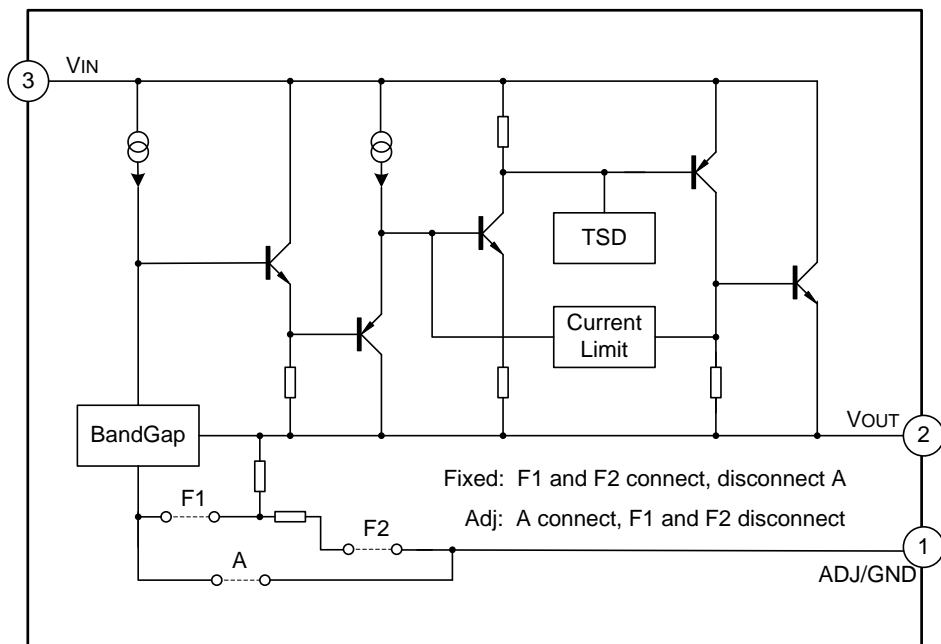 VIN
3
TSD
Current
Limit
BandGap
VOUT
2
Fixed: F1 and F2 connect, disconnect A
F1
Adj: A connect, F1 and F2 disconnect
F2
1
A
ADJ/GND